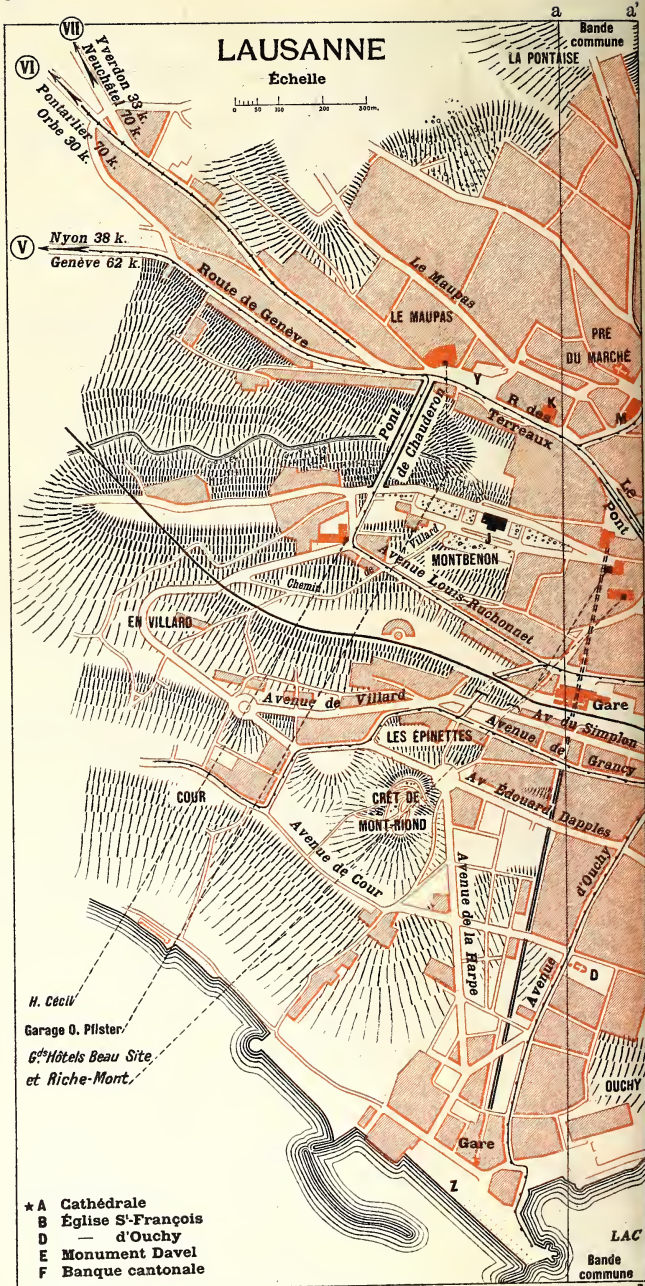 a a'
Bande
commune
LAUSANNE
Échelle
0 50 100 200 300m.
VII
VI
Yverdon 33 k.
Neuchâtel 70 k.
Pontarlier 70 k.
Orbe 30 k.
V
Nyon 38 k.
Genève 62 k.
LA PONTAISE
Le Maupas
LE MAUPAS
Route de Genève
PRE
DU MARCHÉ
Y
K
M
R. des
Terreaux
Pont
de Chauderon
Le
Pont
J
Villard
de
Chemin
MONTBENON
Avenue Louis-Ruchonnet
EN VILLARD
Gare
Avenue de Villard
Av. du Simplon
LES ÉPINETTES
Avenue de Grancy
Av. Édouard Dapples
COUR
CRÊT DE
MONT-RIOND
Avenue de Cour
Avenue de la Harpe
Avenue d'Ouchy
D
H. Cécil
Garage O. Pfister
Gds Hôtels Beau Site
et Riche-Mont
OUCHY
Gare
Z
LAC
Bande
commune
★ A Cathédrale
B Église St-François
D — d'Ouchy
E Monument Davel
F Banque cantonale